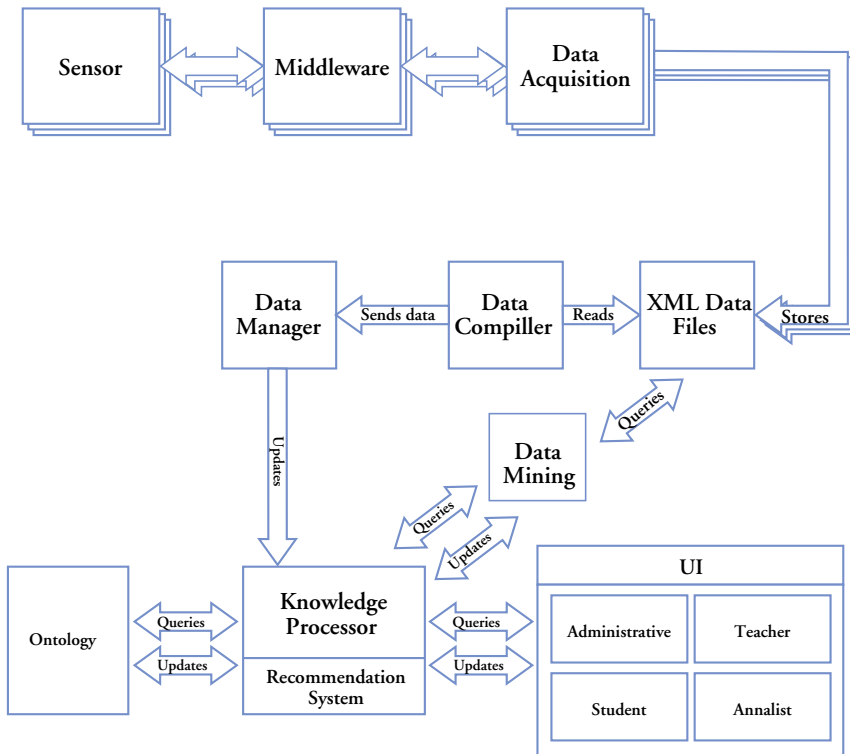 Sensor
Middleware
Data
Acquisition
Data
Manager
Sends data
Data
Compiller
Reads
XML Data
Files
Stores
Queries
Updates
Data
Mining
Queries
Updates
UI
Ontology
Queries
Updates
Knowledge
Processor
Recommendation
System
Queries
Updates
Administrative
Teacher
Student
Annalist